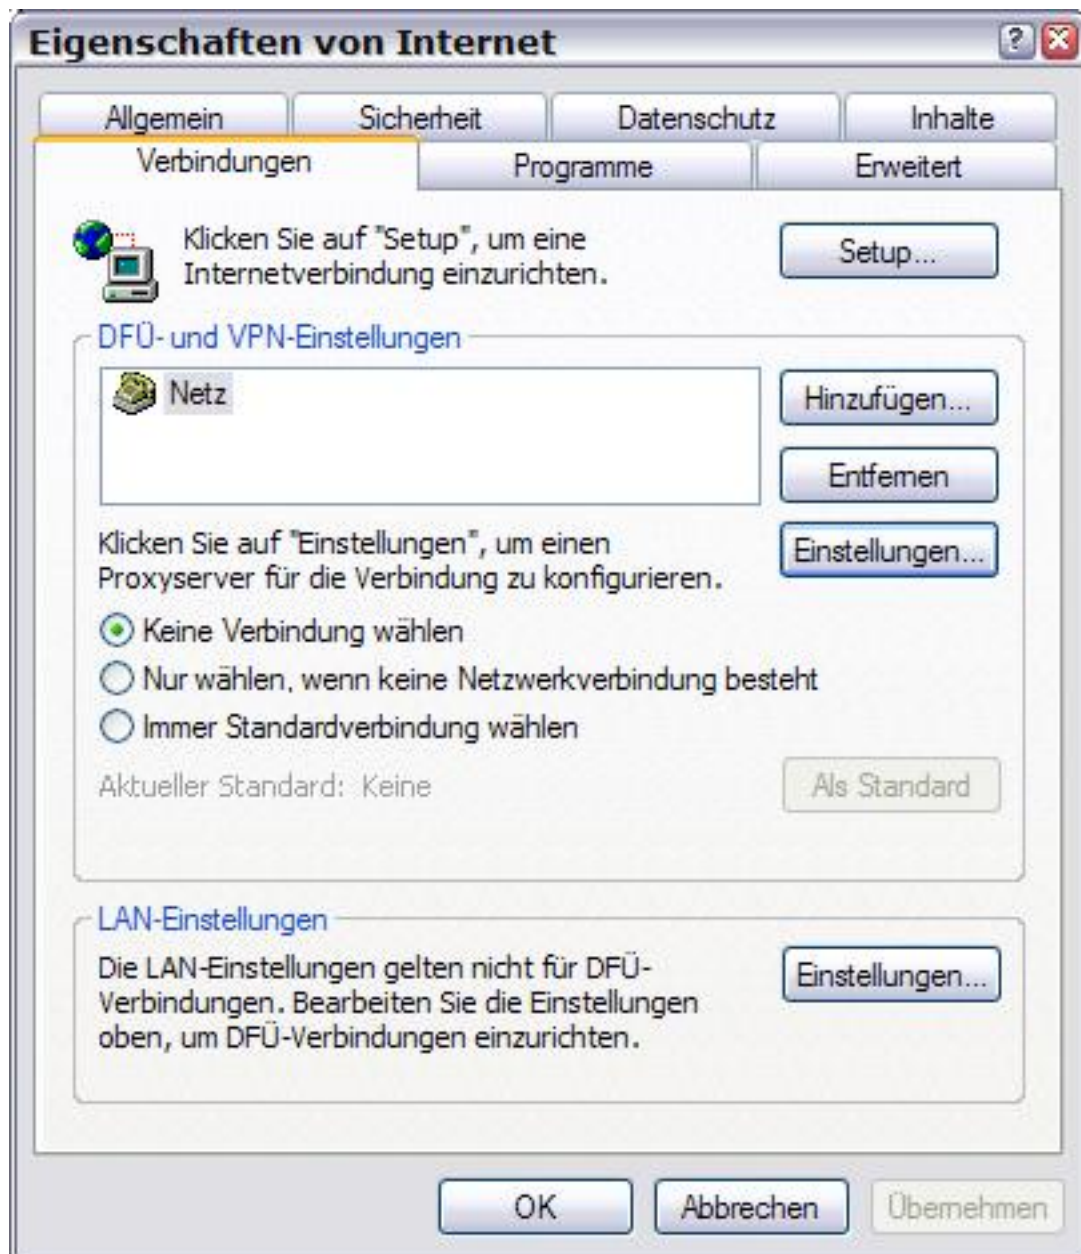 Eigenschaften von Internet
Allgemein Sicherheit Datenschutz Inhalte
Verbindungen Programme Erweitert
Klicken Sie auf "Setup", um eine
Internetverbindung einzurichten.
Setup...
DFÜ- und VPN-Einstellungen
Netz
Hinzufügen...
Entfernen
Klicken Sie auf "Einstellungen", um einen
Proxyserver für die Verbindung zu konfigurieren.
Einstellungen...
Keine Verbindung wählen
Nur wählen, wenn keine Netzwerkverbindung besteht
Immer Standardverbindung wählen
Aktueller Standard: Keine
Als Standard
LAN-Einstellungen
Die LAN-Einstellungen gelten nicht für DFÜ-
Verbindungen. Bearbeiten Sie die Einstellungen
oben, um DFÜ-Verbindungen einzurichten.
Einstellungen...
OK Abbrechen Übernehmen